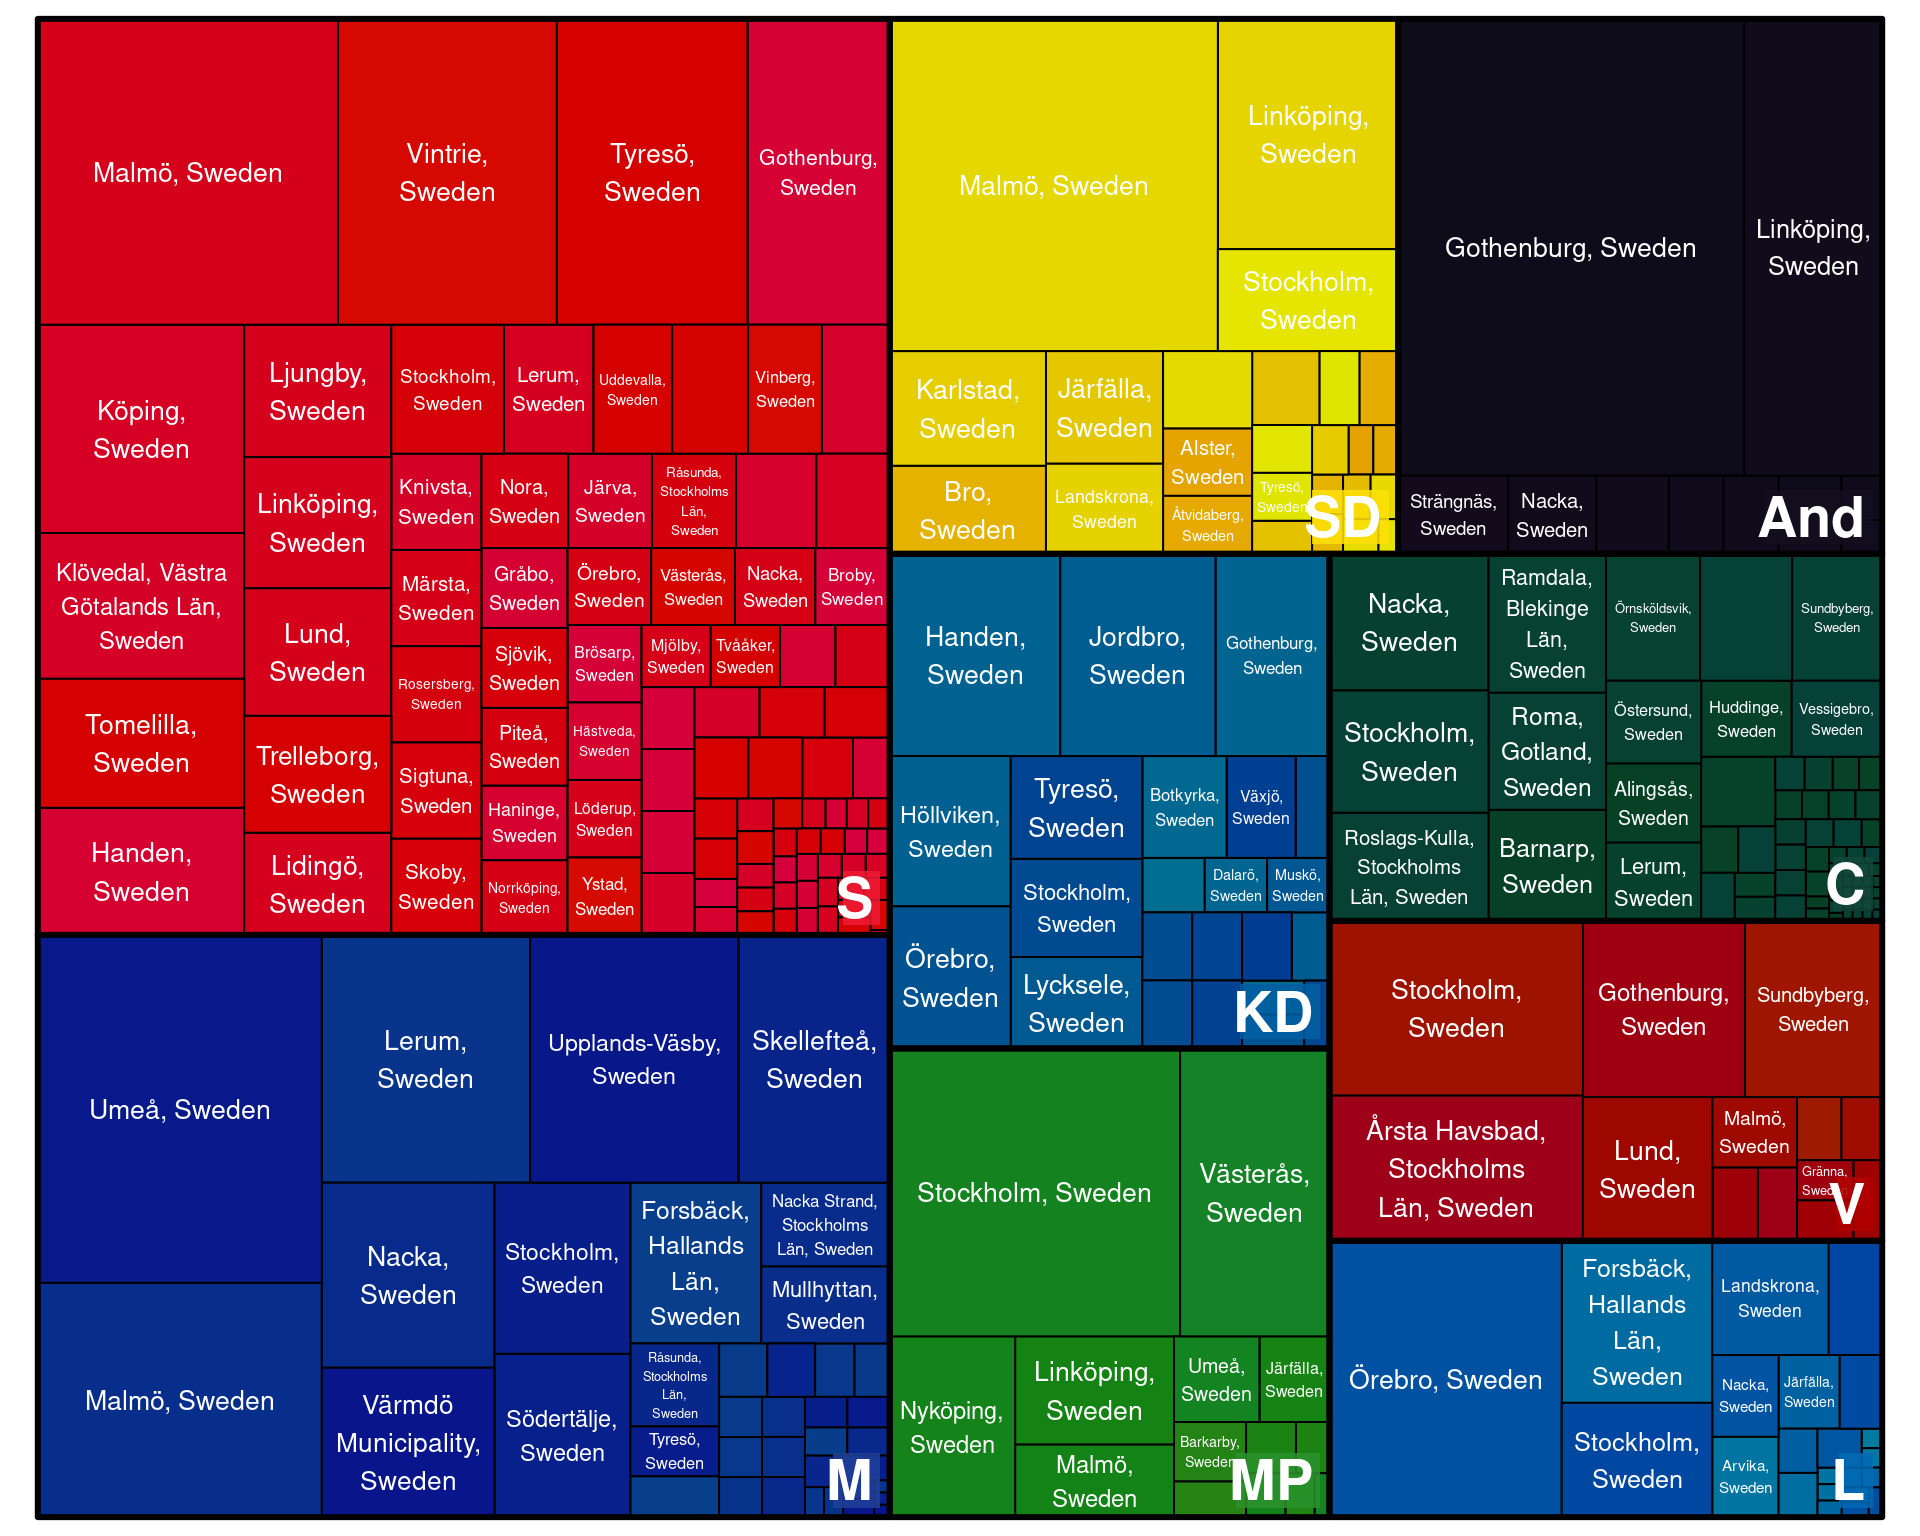 Malmö, Sweden
Vintrie,
Sweden
Tyresö,
Sweden
Gothenburg,
Sweden
Köping,
Sweden
Klövedal, Västra
Götalands Län,
Sweden
Tomelilla,
Sweden
Handen,
Sweden
Ljungby,
Sweden
Linköping,
Sweden
Lund,
Sweden
Trelleborg,
Sweden
Lidingö,
Sweden
Stockholm,
Sweden
Lerum,
Sweden
Uddevalla,
Sweden
Vinberg,
Sweden
Knivsta,
Sweden
Märsta,
Sweden
Rosersberg,
Sweden
Sigtuna,
Sweden
Skoby,
Sweden
Nora,
Sweden
Järva,
Sweden
Råsunda,
Stockholms
Län,
Sweden
Gråbo,
Sweden
Sjövik,
Sweden
Piteå,
Sweden
Haninge,
Sweden
Norrköping,
Sweden
Örebro,
Sweden
Västerås,
Sweden
Nacka,
Sweden
Broby,
Sweden
Brösarp,
Sweden
Hästveda,
Sweden
Löderup,
Sweden
Ystad,
Sweden
Mjölby,
Sweden
Tvååker,
Sweden
S
Umeå, Sweden
Malmö, Sweden
Lerum,
Sweden
Upplands-Väsby,
Sweden
Skellefteå,
Sweden
Nacka,
Sweden
Värmdö
Municipality,
Sweden
Stockholm,
Sweden
Södertälje,
Sweden
Forsbäck,
Hallands
Län,
Sweden
Nacka Strand,
Stockholms
Län, Sweden
Mullhyttan,
Sweden
Råsunda,
Stockholms
Län,
Sweden
Tyresö,
Sweden
M
Malmö, Sweden
Linköping,
Sweden
Stockholm,
Sweden
Karlstad,
Sweden
Bro,
Sweden
Järfälla,
Sweden
Landskrona,
Sweden
Alster,
Sweden
Åtvidaberg,
Sweden
Tyresö,
Sweden
SD
Gothenburg, Sweden
Linköping,
Sweden
Strängnäs,
Sweden
Nacka,
Sweden
And
Handen,
Sweden
Jordbro,
Sweden
Gothenburg,
Sweden
Höllviken,
Sweden
Örebro,
Sweden
Tyresö,
Sweden
Stockholm,
Sweden
Lycksele,
Sweden
Botkyrka,
Sweden
Växjö,
Sweden
Dalarö,
Sweden
Muskö,
Sweden
KD
Nacka,
Sweden
Stockholm,
Sweden
Roslags-Kulla,
Stockholms
Län, Sweden
Ramdala,
Blekinge
Län,
Sweden
Roma,
Gotland,
Sweden
Barnarp,
Sweden
Örnsköldsvik,
Sweden
Sundbyberg,
Sweden
Östersund,
Sweden
Huddinge,
Sweden
Vessigebro,
Sweden
Alingsås,
Sweden
Lerum,
Sweden
C
Stockholm, Sweden
Västerås,
Sweden
Nyköping,
Sweden
Linköping,
Sweden
Malmö,
Sweden
Umeå,
Sweden
Järfälla,
Sweden
Barkarby,
Sweden
MP
Stockholm,
Sweden
Gothenburg,
Sweden
Sundbyberg,
Sweden
Årsta Havsbad,
Stockholms
Län, Sweden
Lund,
Sweden
Malmö,
Sweden
Gränna,
Sweden
V
Örebro, Sweden
Forsbäck,
Hallands
Län,
Sweden
Stockholm,
Sweden
Landskrona,
Sweden
Nacka,
Sweden
Järfälla,
Sweden
Arvika,
Sweden
L